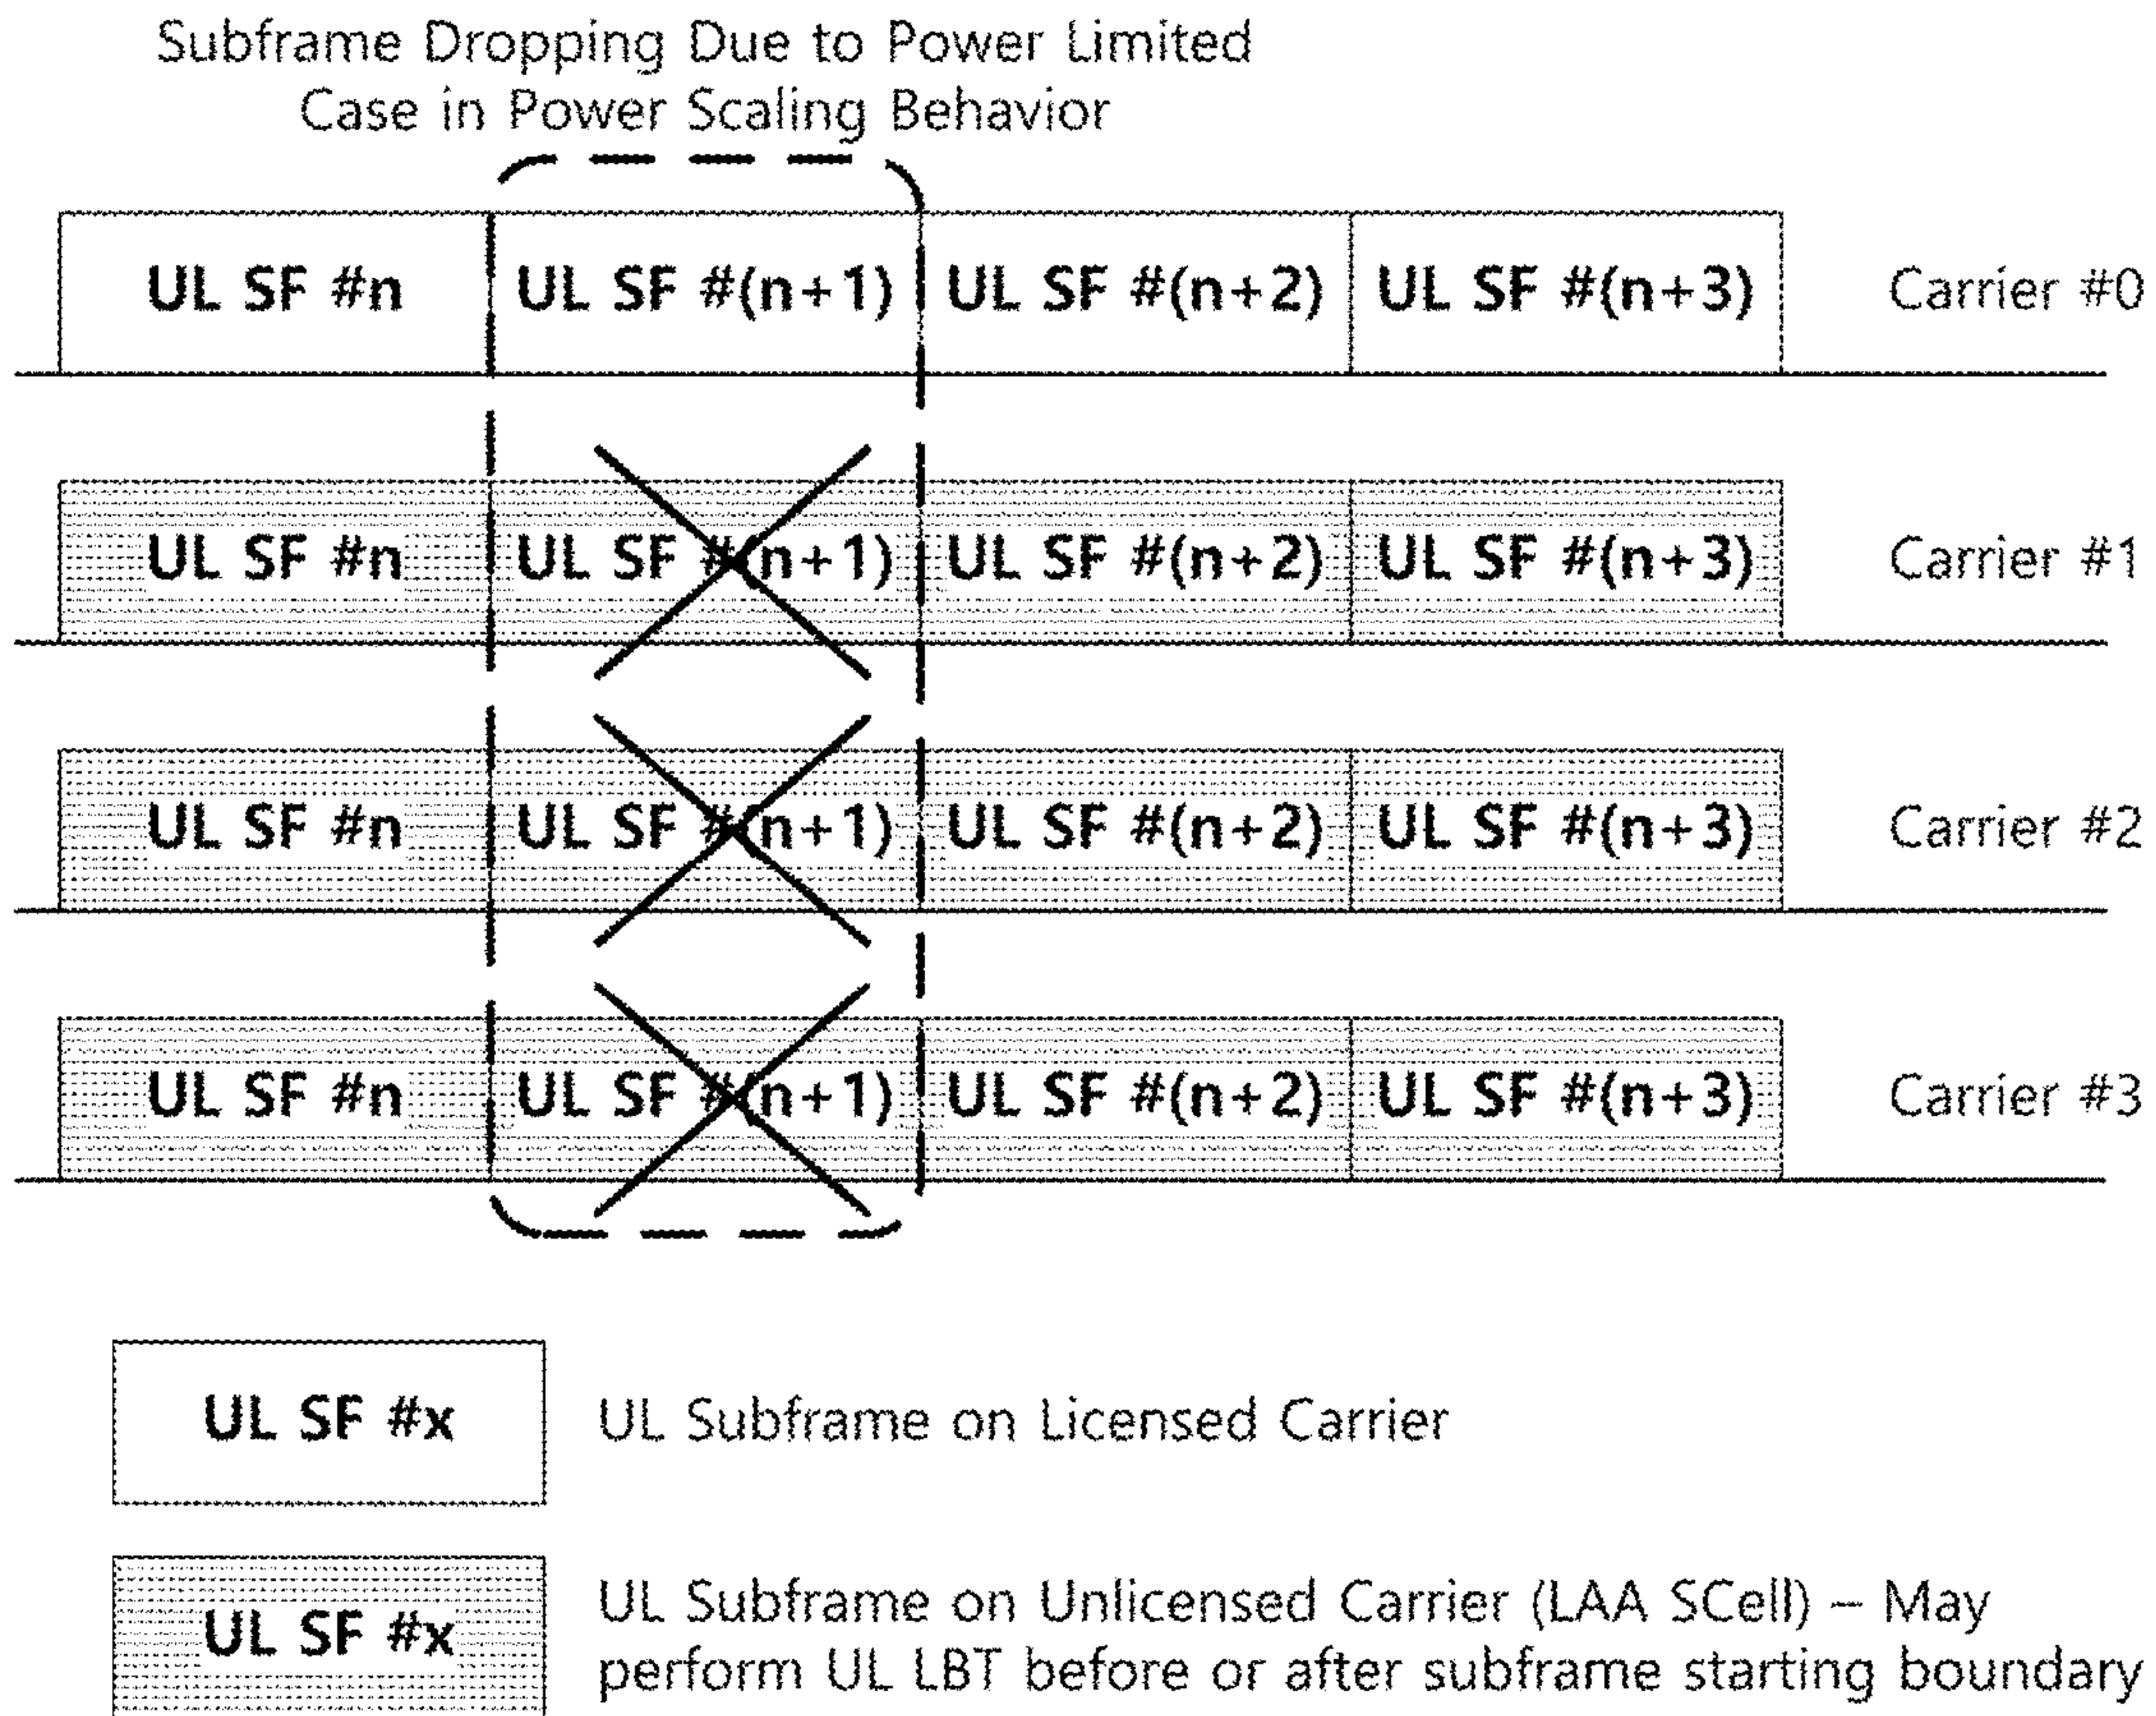 Subframe Dropping Due to Power Limited
Case in Power Scaling Behavior
UL SF #n UL SF #(n+1) UL SF #(n+2) UL SF #(n+3) Carrier #0
UL SF #n UL SF #(n+1) UL SF #(n+2) UL SF #(n+3) Carrier #1
UL SF #n UL SF #(n+1) UL SF #(n+2) UL SF #(n+3) Carrier #2
UL SF #n UL SF #(n+1) UL SF #(n+2) UL SF #(n+3) Carrier #3
UL SF #x UL Subframe on Licensed Carrier
UL SF #x UL Subframe on Unlicensed Carrier (LAA SCell) – May
perform UL LBT before or after subframe starting boundary